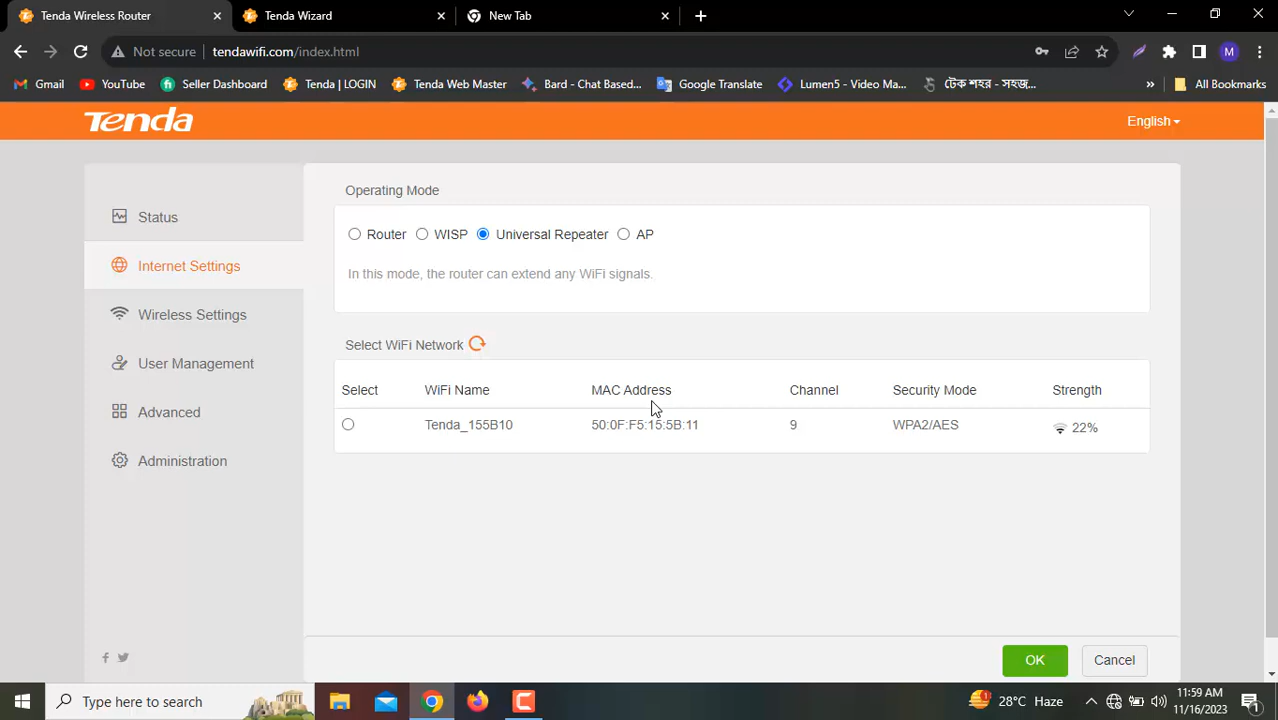 Tenda Wireless Router
Tenda Wizard
New Tab
Not secure
tendawifi.com/index.html
M
Gmail
YouTube
Seller Dashboard
Tenda | LOGIN
Tenda Web Master
Bard - Chat Based...
Google Translate
Lumen5 - Video Ma...
টেক শহর - সহজ...
»
All Bookmarks
Tenda
English
Status
Internet Settings
Wireless Settings
User Management
Advanced
Administration
Operating Mode
Router WISP Universal Repeater AP
In this mode, the router can extend any WiFi signals.
Select WiFi Network
Select WiFi Name MAC Address Channel Security Mode Strength
Tenda_155B10 50:0F:F5:15:5B:11 9 WPA2/AES 22%
OK Cancel
Type here to search
1
28°C Haze
11:59 AM
11/16/2023
1